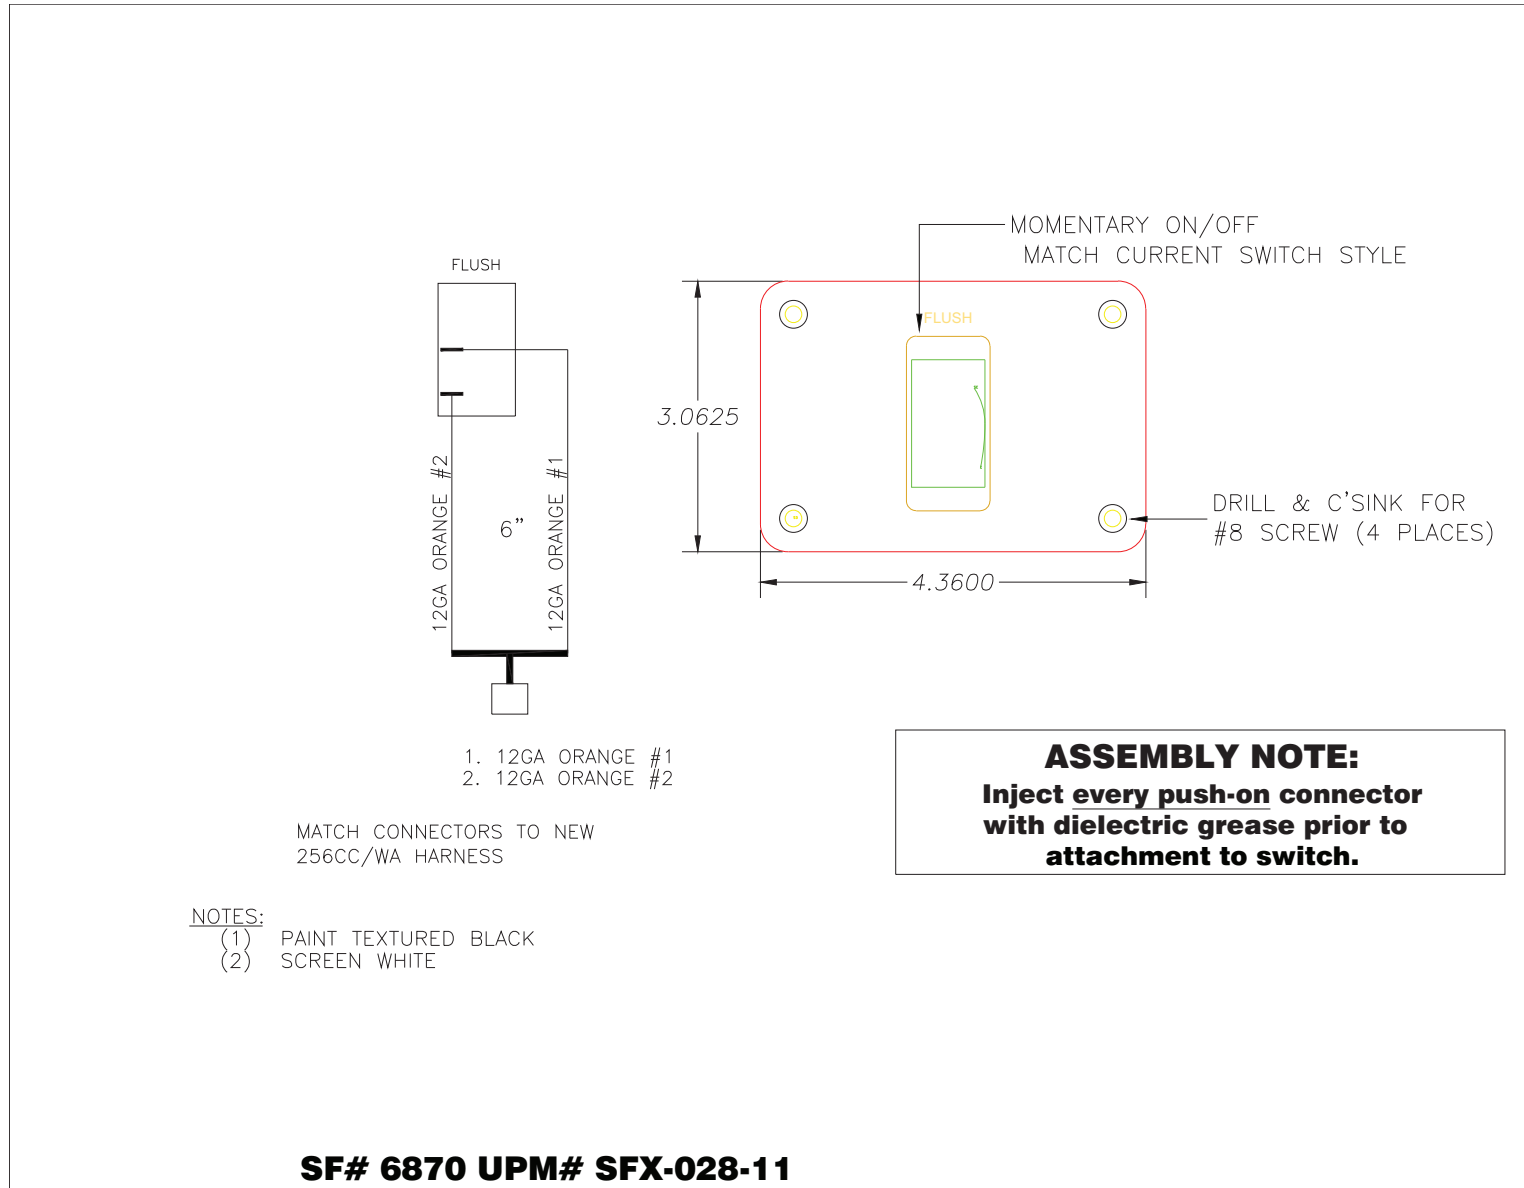 MOMENTARY ON/OFF
MATCH CURRENT SWITCH STYLE
FLUSH
FLUSH
3.0625
12GA ORANGE #2
6"
12GA ORANGE #1
DRILL & C'SINK FOR
#8 SCREW (4 PLACES)
4.3600
1. 12GA ORANGE #1
2. 12GA ORANGE #2
MATCH CONNECTORS TO NEW
256CC/WA HARNESS
ASSEMBLY NOTE:
Inject every push-on connector
with dielectric grease prior to
attachment to switch.
NOTES:
(1) PAINT TEXTURED BLACK
(2) SCREEN WHITE
SF# 6870 UPM# SFX-028-11